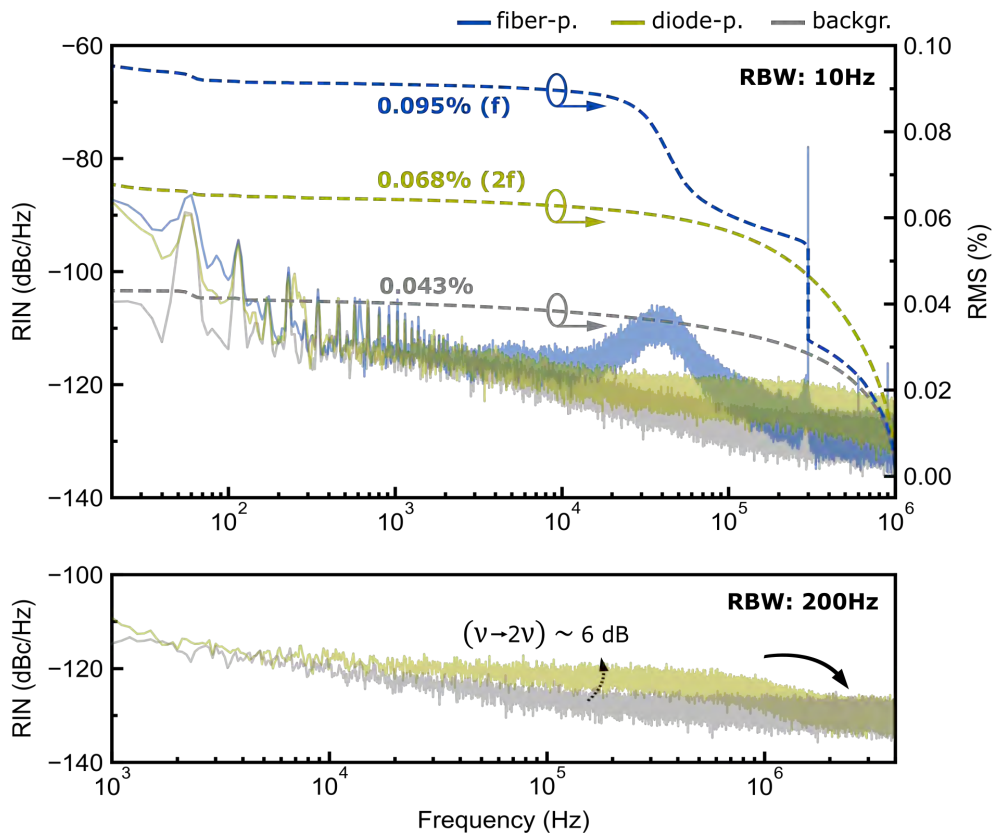 fiber-p. diode-p. backgr.
−60
−80
−100
−120
−140
RIN (dBc/Hz)
RBW: 10Hz
0.095% (f)
0.068% (2f)
0.043%
0.10
0.08
0.06
0.04
0.02
0.00
RMS (%)
10² 10³ 10⁴ 10⁵ 10⁶
−100
−120
−140
RIN (dBc/Hz)
RBW: 200Hz
(ν→2ν) ~ 6 dB
10³ 10⁴ 10⁵ 10⁶
Frequency (Hz)